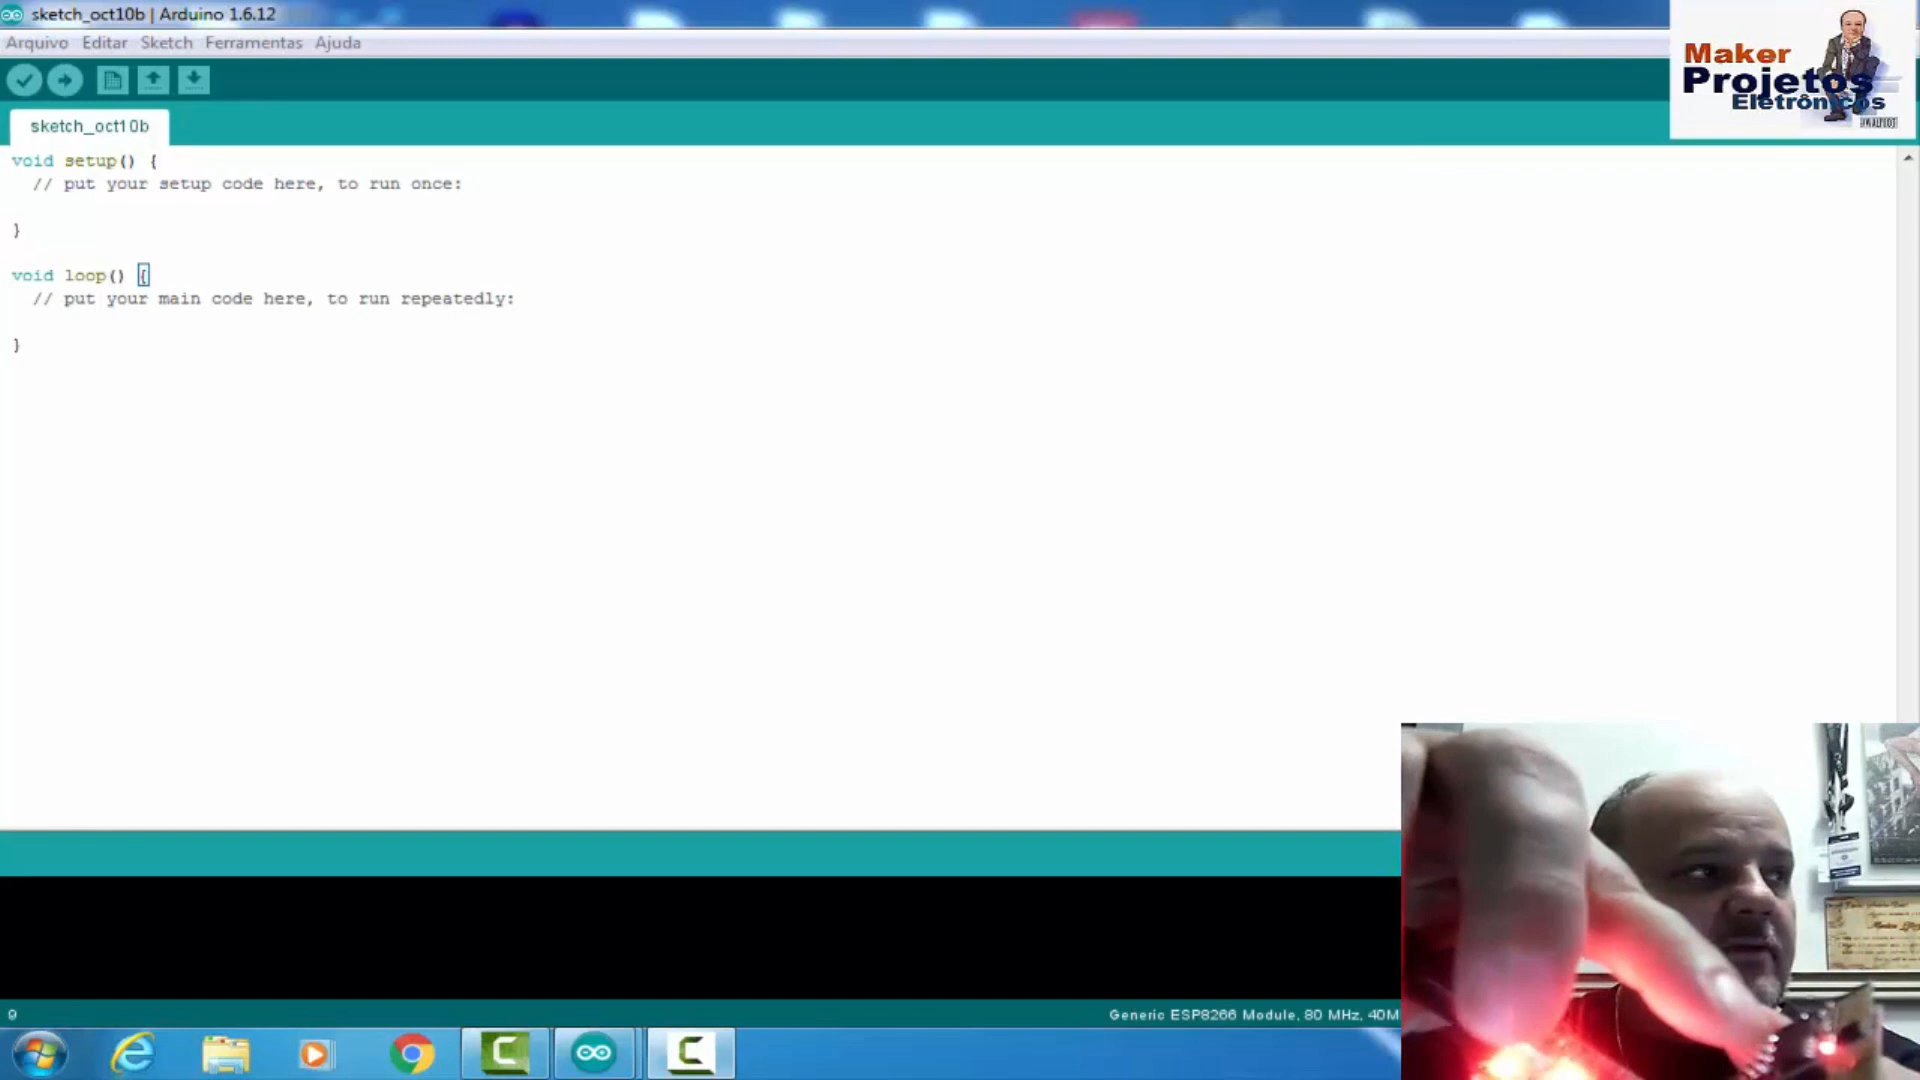 sketch_oct10b | Arduino 1.6.12
Arquivo Editar Sketch Ferramentas Ajuda
Maker
Projetos
Eletrônicos
sketch_oct10b
void setup() {
// put your setup code here, to run once:
}
void loop() {
// put your main code here, to run repeatedly:
}
9
Generic ESP8266 Module, 80 MHz, 40M